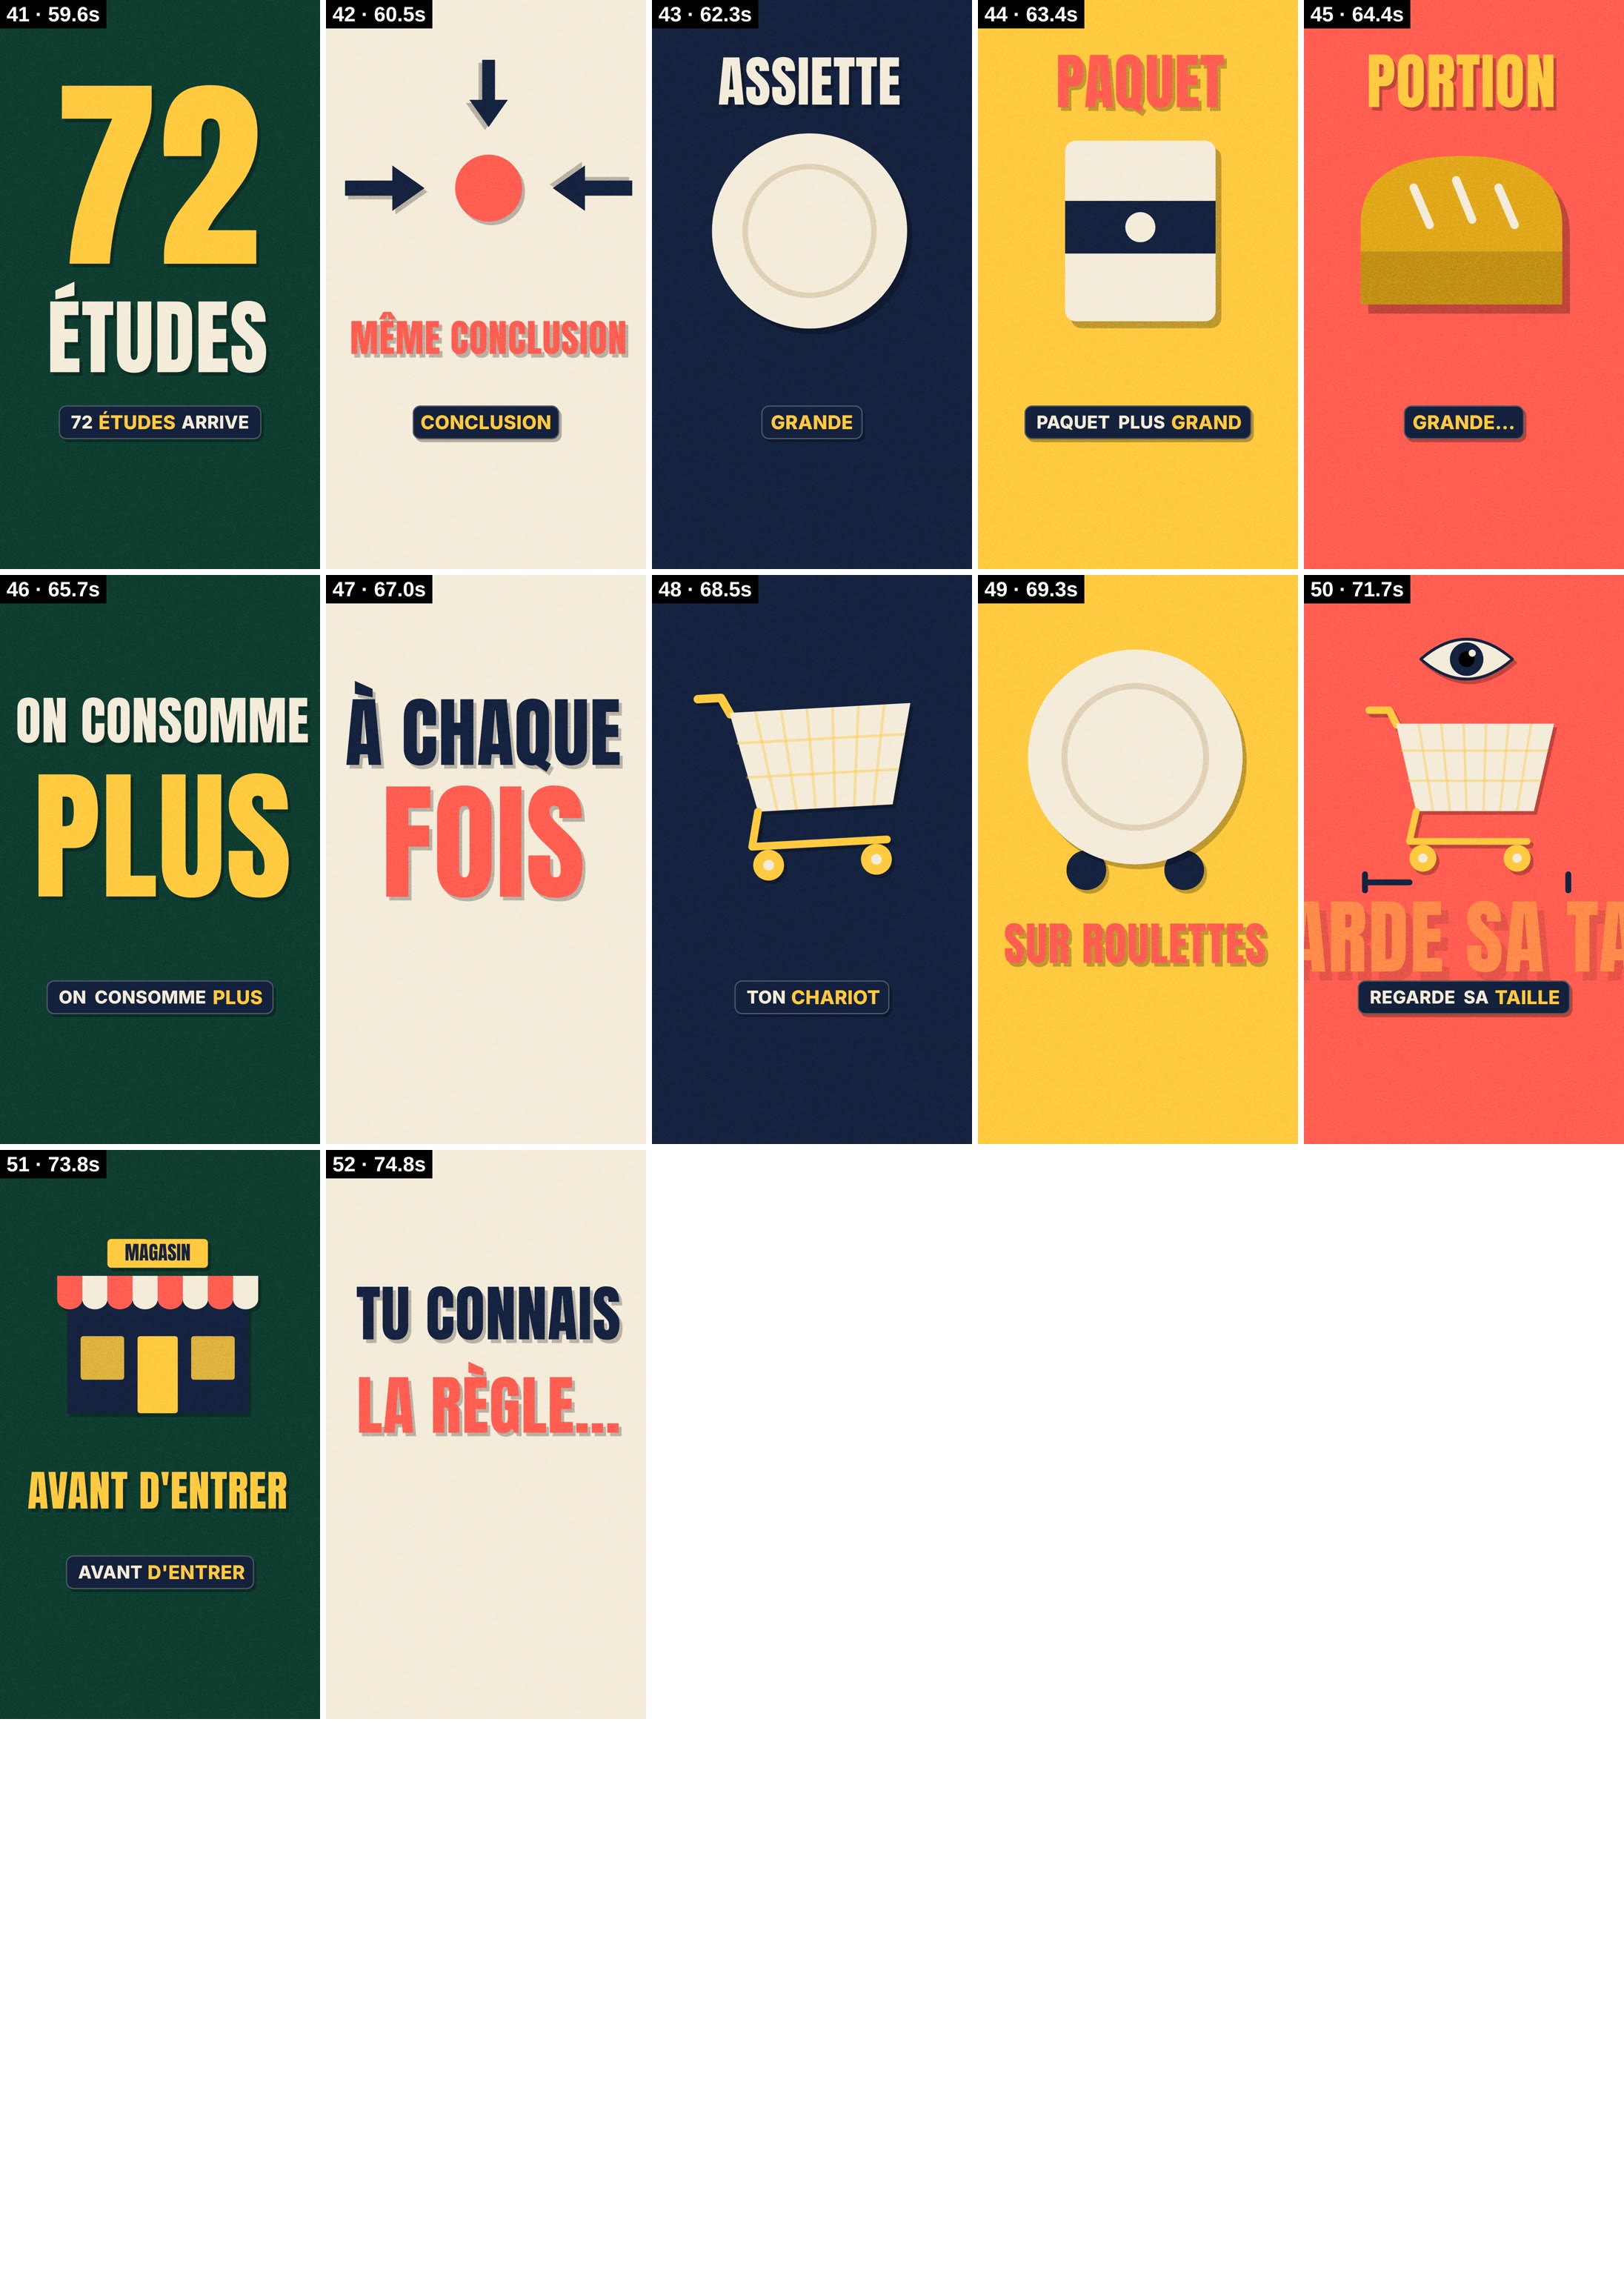 41 · 59.6s
72
ÉTUDES
72 ÉTUDES ARRIVE
42 · 60.5s
MÊME CONCLUSION
CONCLUSION
43 · 62.3s
ASSIETTE
GRANDE
44 · 63.4s
PAQUET
PAQUET PLUS GRAND
45 · 64.4s
PORTION
GRANDE...
46 · 65.7s
ON CONSOMME
PLUS
ON CONSOMME PLUS
47 · 67.0s
À CHAQUE
FOIS
48 · 68.5s
TON CHARIOT
49 · 69.3s
SUR ROULETTES
50 · 71.7s
ARDE SA TA
REGARDE SA TAILLE
51 · 73.8s
MAGASIN
AVANT D'ENTRER
AVANT D'ENTRER
52 · 74.8s
TU CONNAIS
LA RÈGLE...